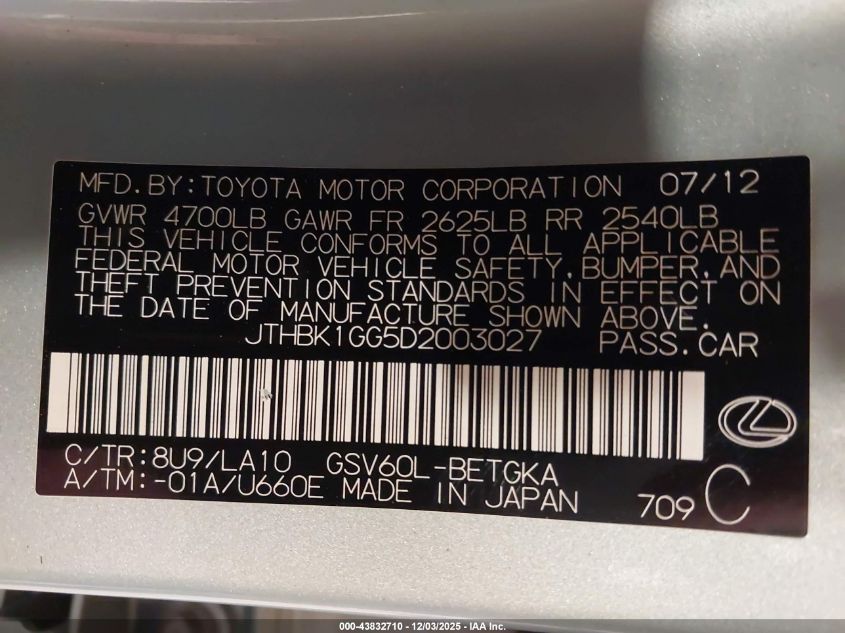 MFD.BY:TOYOTA MOTOR CORPORATION 07/12
GVWR 4700LB GAWR FR 2625LB RR 2540LB
THIS VEHICLE CONFORMS TO ALL APPLICABLE
FEDERAL MOTOR VEHICLE SAFETY,BUMPER,AND
THEFT PREVENTION STANDARDS IN EFFECT ON
THE DATE OF MANUFACTURE SHOWN ABOVE.
JTHBK1GG5D2003027 PASS.CAR
C/TR:8U9/LA10 GSV60L-BETGKA
A/TM:-01A/U660E MADE IN JAPAN 709 C
000-43832710 - 12/03/2025 - IAA Inc.